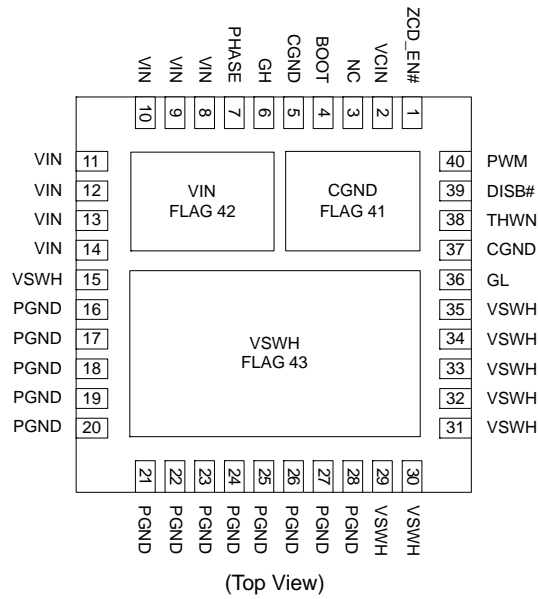 VIN VIN VIN PHASE GH CGND BOOT NC VCIN ZCD_EN#
10 9 8 7 6 5 4 3 2 1
VIN 11
VIN 12
VIN 13
VIN 14
VSWH 15
PGND 16
PGND 17
PGND 18
PGND 19
PGND 20
VIN
FLAG 42
CGND
FLAG 41
VSWH
FLAG 43
40 PWM
39 DISB#
38 THWN
37 CGND
36 GL
35 VSWH
34 VSWH
33 VSWH
32 VSWH
31 VSWH
21 22 23 24 25 26 27 28 29 30
PGND PGND PGND PGND PGND PGND PGND PGND VSWH VSWH
(Top View)